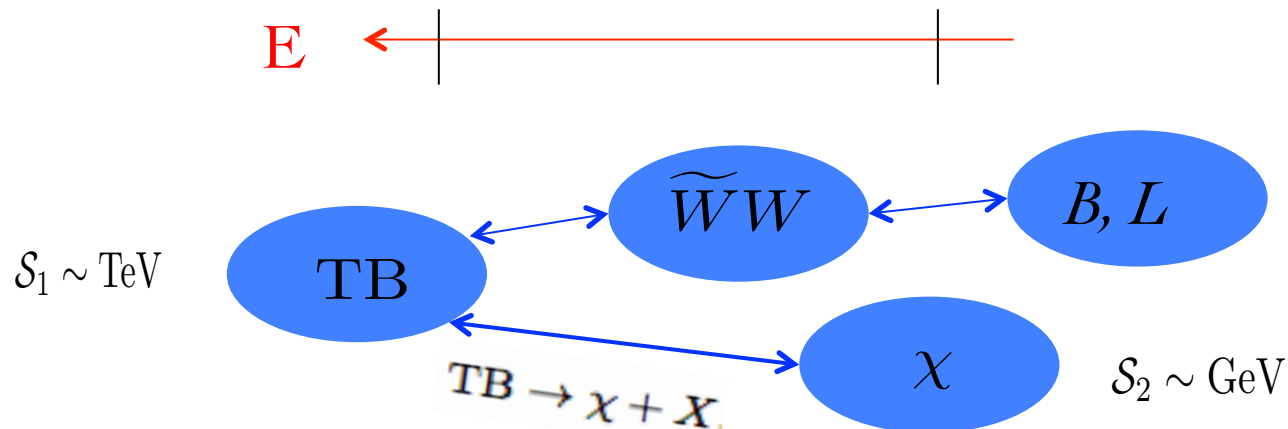 E
W̃W
B, L
S₁ ~ TeV
TB
TB → χ + X.
χ
S₂ ~ GeV